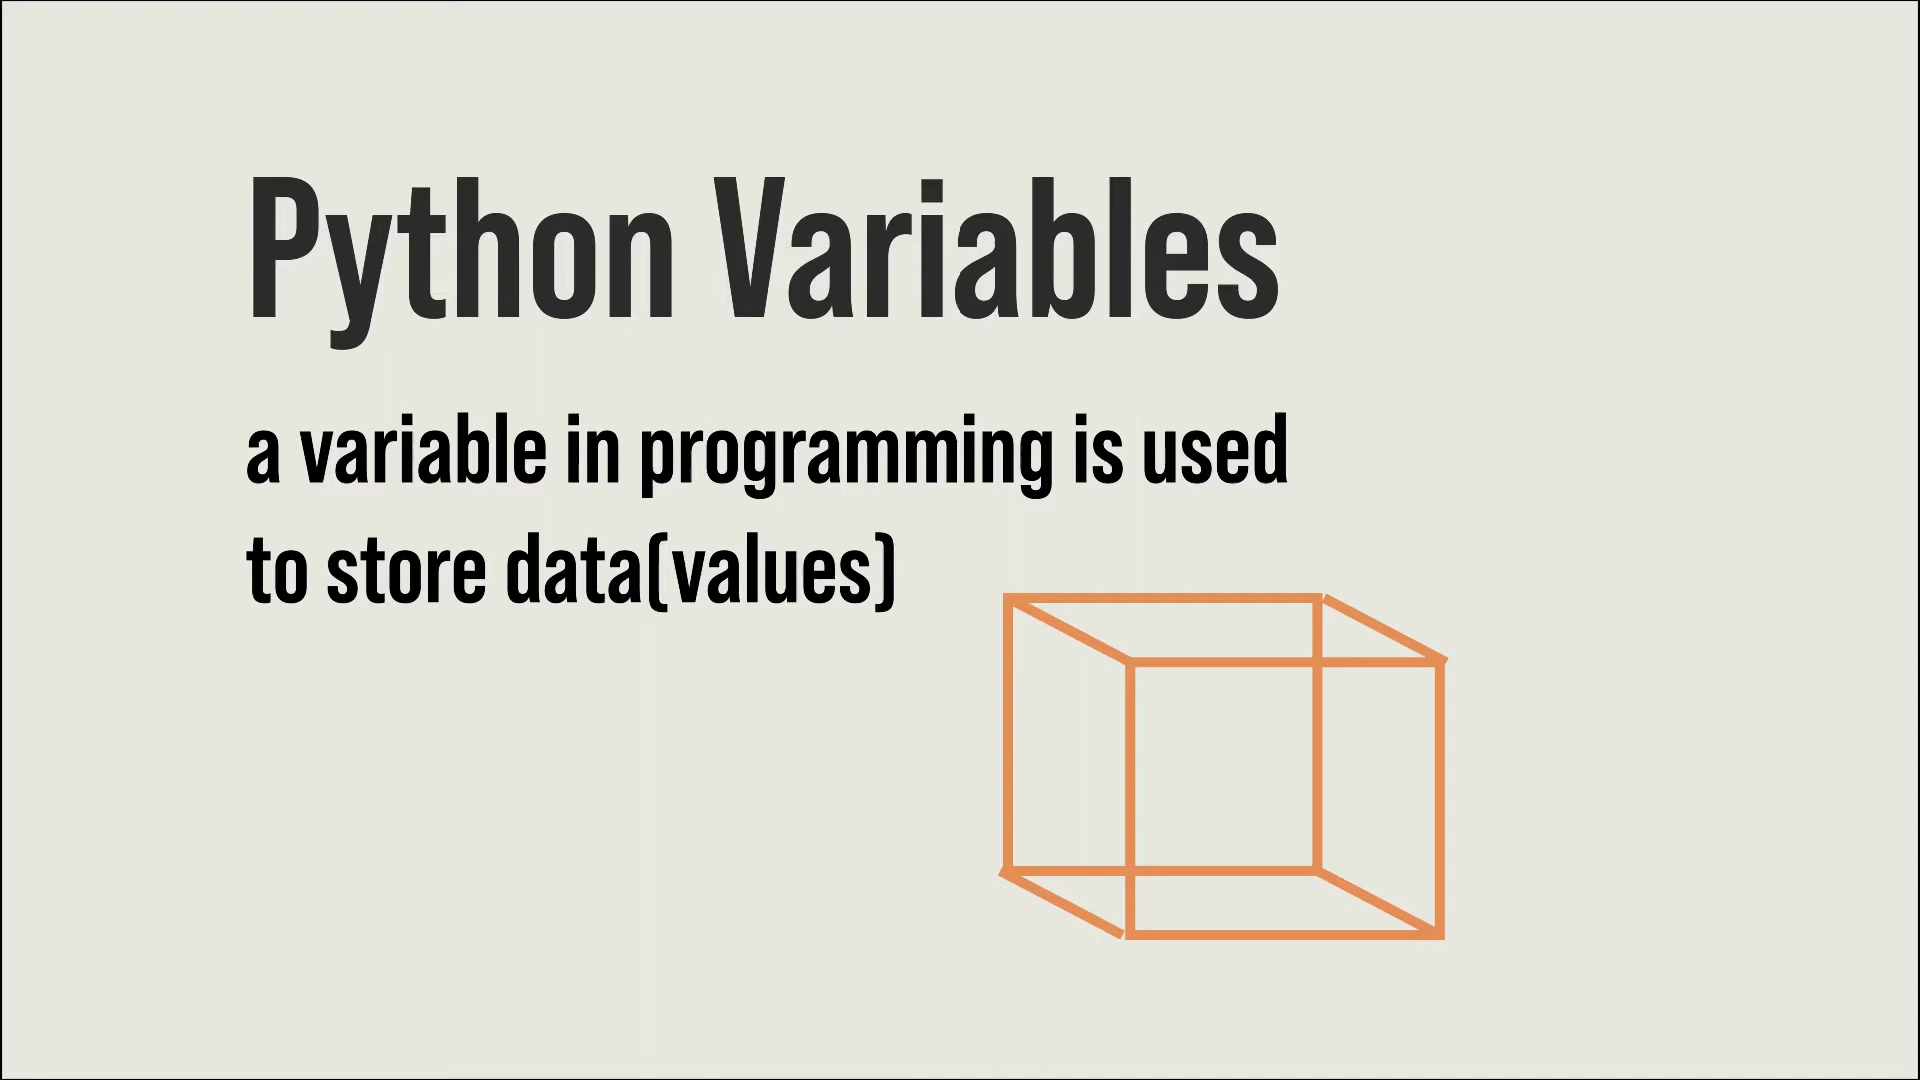 Python Variables
a variable in programming is used
to store data(values)